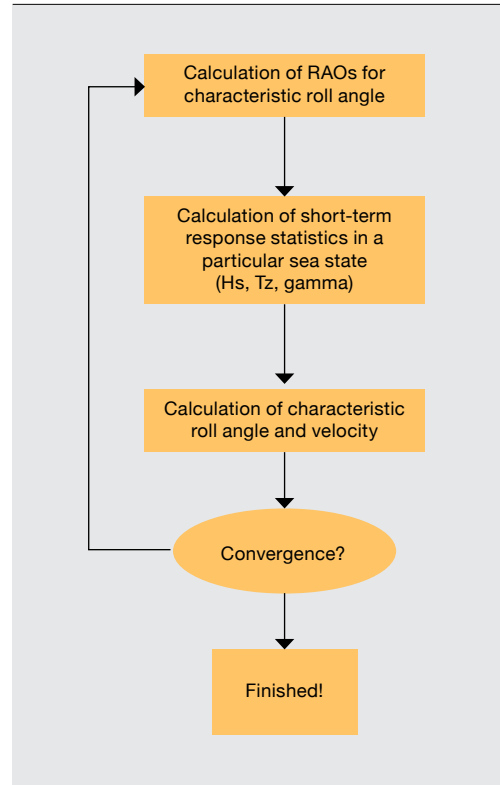 Calculation of RAOs for
characteristic roll angle
Calculation of short-term
response statistics in a
particular sea state
(Hs, Tz, gamma)
Calculation of characteristic
roll angle and velocity
Convergence?
Finished!